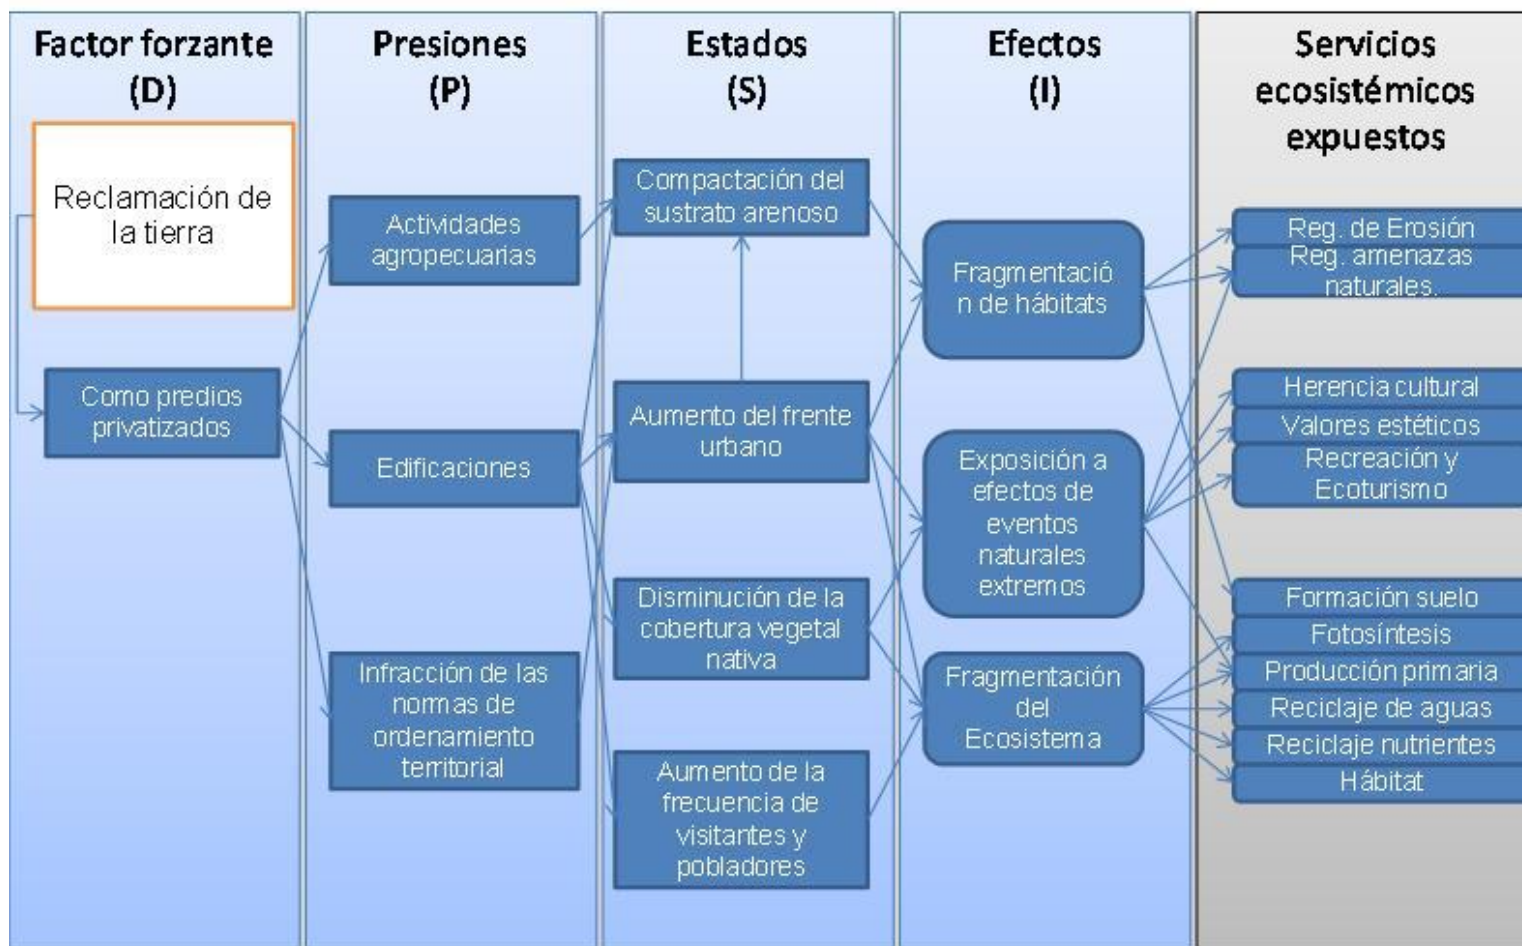 Factor forzante
(D)
Reclamación de
la tierra
Como predios
privatizados
Presiones
(P)
Actividades
agropecuarias
Edificaciones
Infracción de las
normas de
ordenamiento
territorial
Estados
(S)
Compactación del
sustrato arenoso
Aumento del frente
urbano
Disminución de la
cobertura vegetal
nativa
Aumento de la
frecuencia de
visitantes y
pobladores
Efectos
(I)
Fragmentació
n de hábitats
Exposición a
efectos de
eventos
naturales
extremos
Fragmentación
del
Ecosistema
Servicios
ecosistémicos
expuestos
Reg. de Erosión
Reg. amenazas
naturales.
Herencia cultural
Valores estéticos
Recreación y
Ecoturismo
Formación suelo
Fotosíntesis
Producción primaria
Reciclaje de aguas
Reciclaje nutrientes
Hábitat